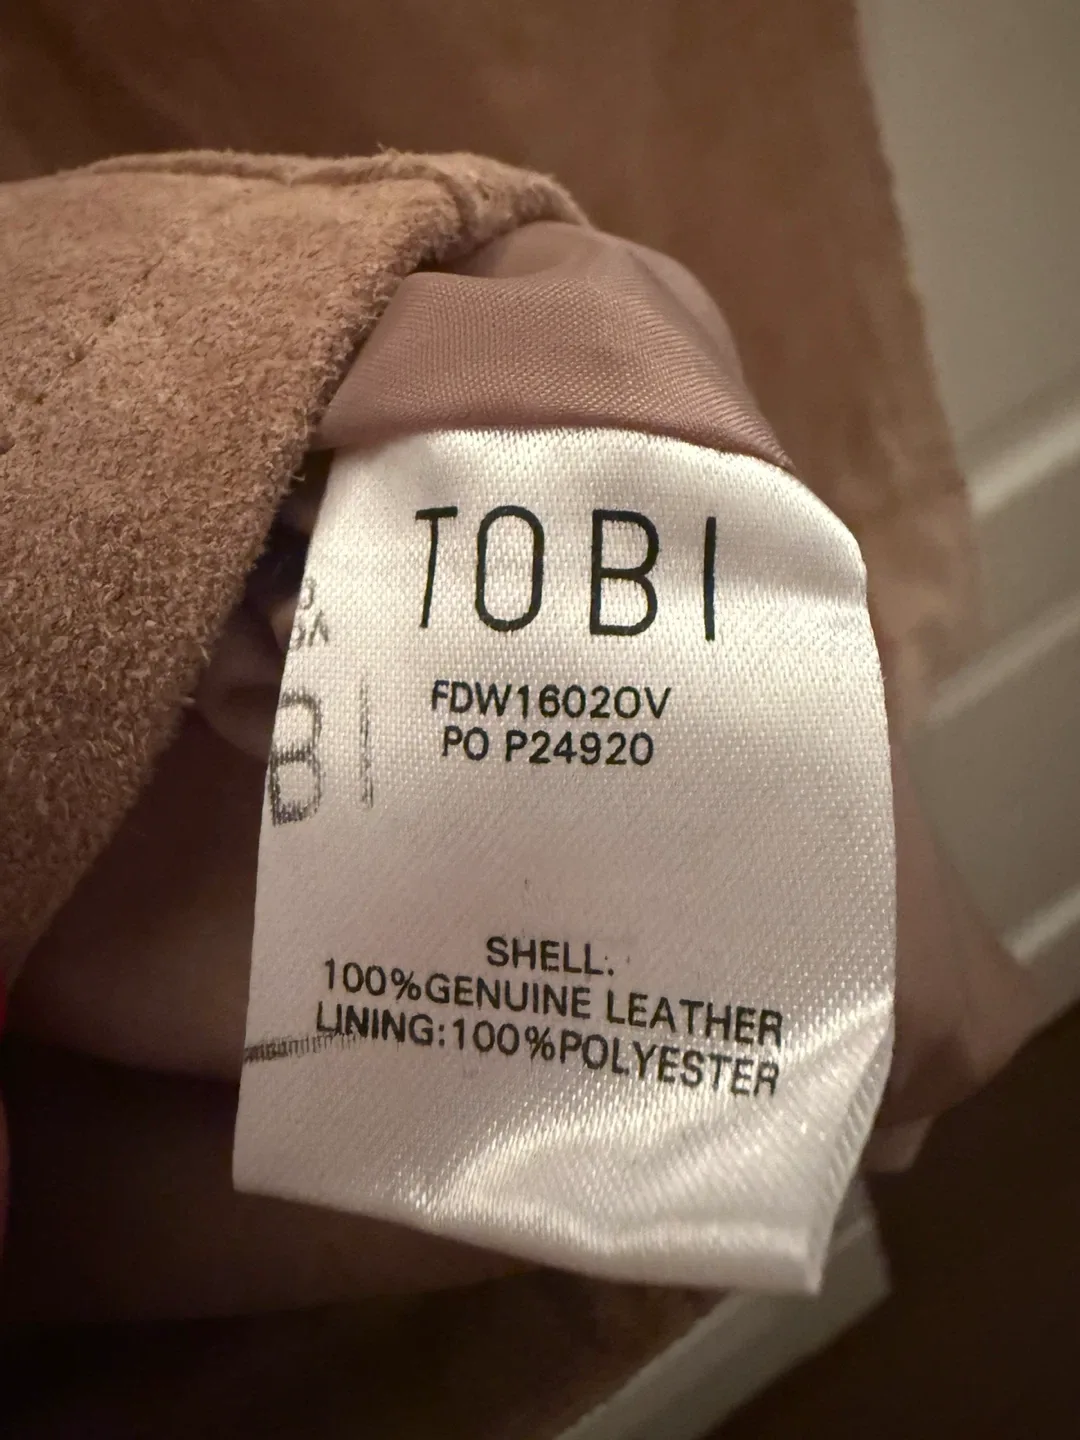 TOBI
FDW16020V
PO P24920
SHELL:
100%GENUINE LEATHER
LINING:100%POLYESTER